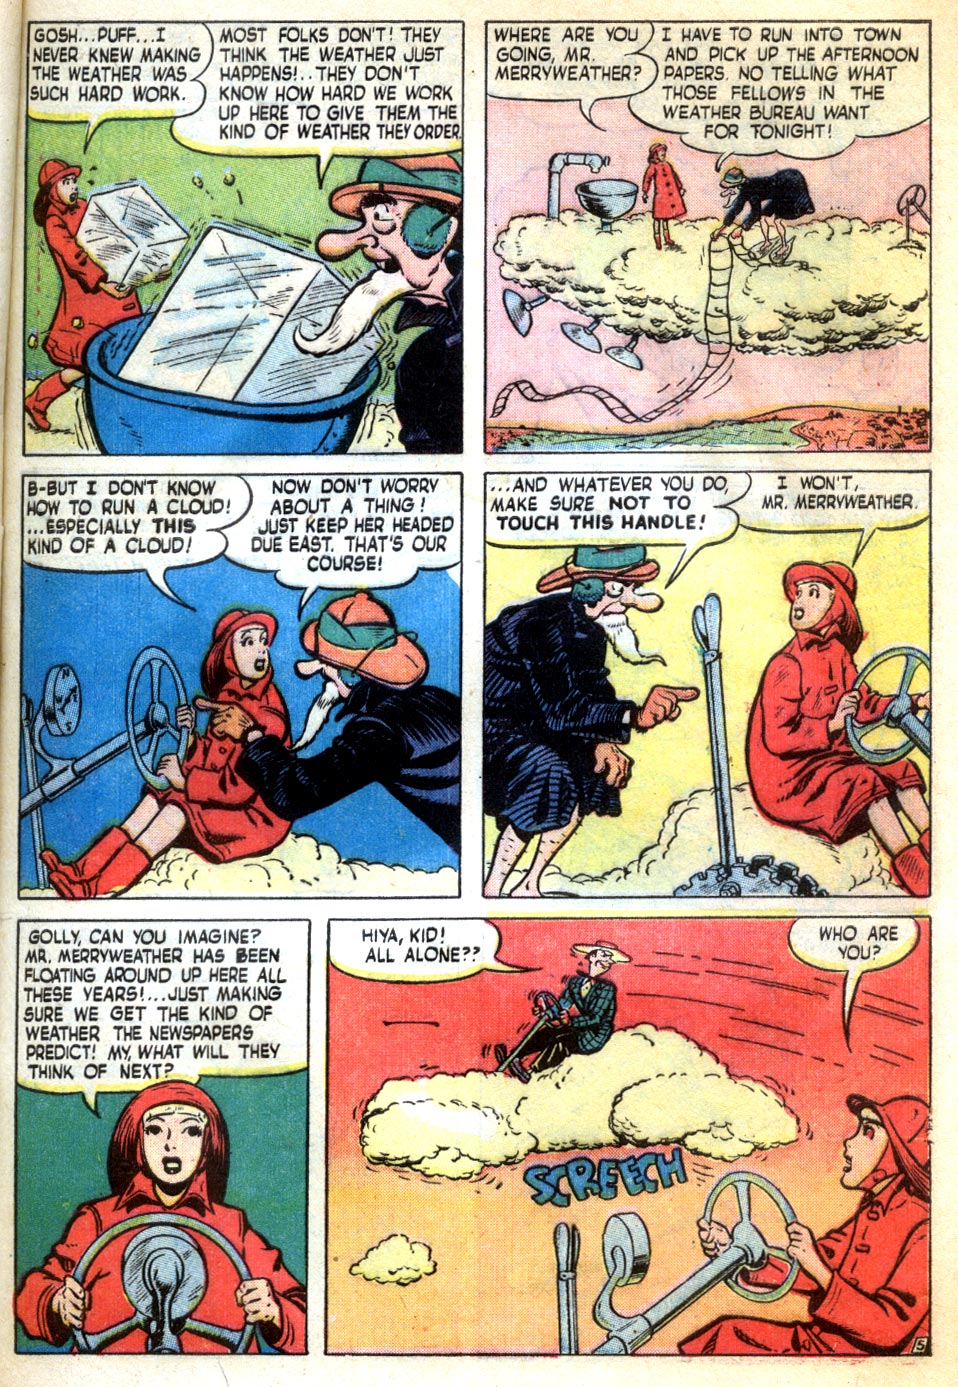 GOSH...PUFF...I
NEVER KNEW MAKING
THE WEATHER WAS
SUCH HARD WORK.
MOST FOLKS DON'T! THEY
THINK THE WEATHER JUST
HAPPENS!..THEY DON'T
KNOW HOW HARD WE WORK
UP HERE TO GIVE THEM THE
KIND OF WEATHER THEY ORDER.
WHERE ARE YOU
GOING, MR.
MERRYWEATHER?
I HAVE TO RUN INTO TOWN
AND PICK UP THE AFTERNOON
PAPERS. NO TELLING WHAT
THOSE FELLOWS IN THE
WEATHER BUREAU WANT
FOR TONIGHT!
B-BUT I DON'T KNOW
HOW TO RUN A CLOUD!
...ESPECIALLY THIS
KIND OF A CLOUD!
NOW DON'T WORRY
ABOUT A THING!
JUST KEEP HER HEADED
DUE EAST. THAT'S OUR
COURSE!
N
...AND WHATEVER YOU DO,
MAKE SURE NOT TO
TOUCH THIS HANDLE!
I WON'T,
MR. MERRYWEATHER.
GOLLY, CAN YOU IMAGINE?
MR. MERRYWEATHER HAS BEEN
FLOATING AROUND UP HERE ALL
THESE YEARS!...JUST MAKING
SURE WE GET THE KIND OF
WEATHER THE NEWSPAPERS
PREDICT! MY, WHAT WILL THEY
THINK OF NEXT?
HIYA, KID!
ALL ALONE??
WHO ARE
YOU?
SCREECH
5